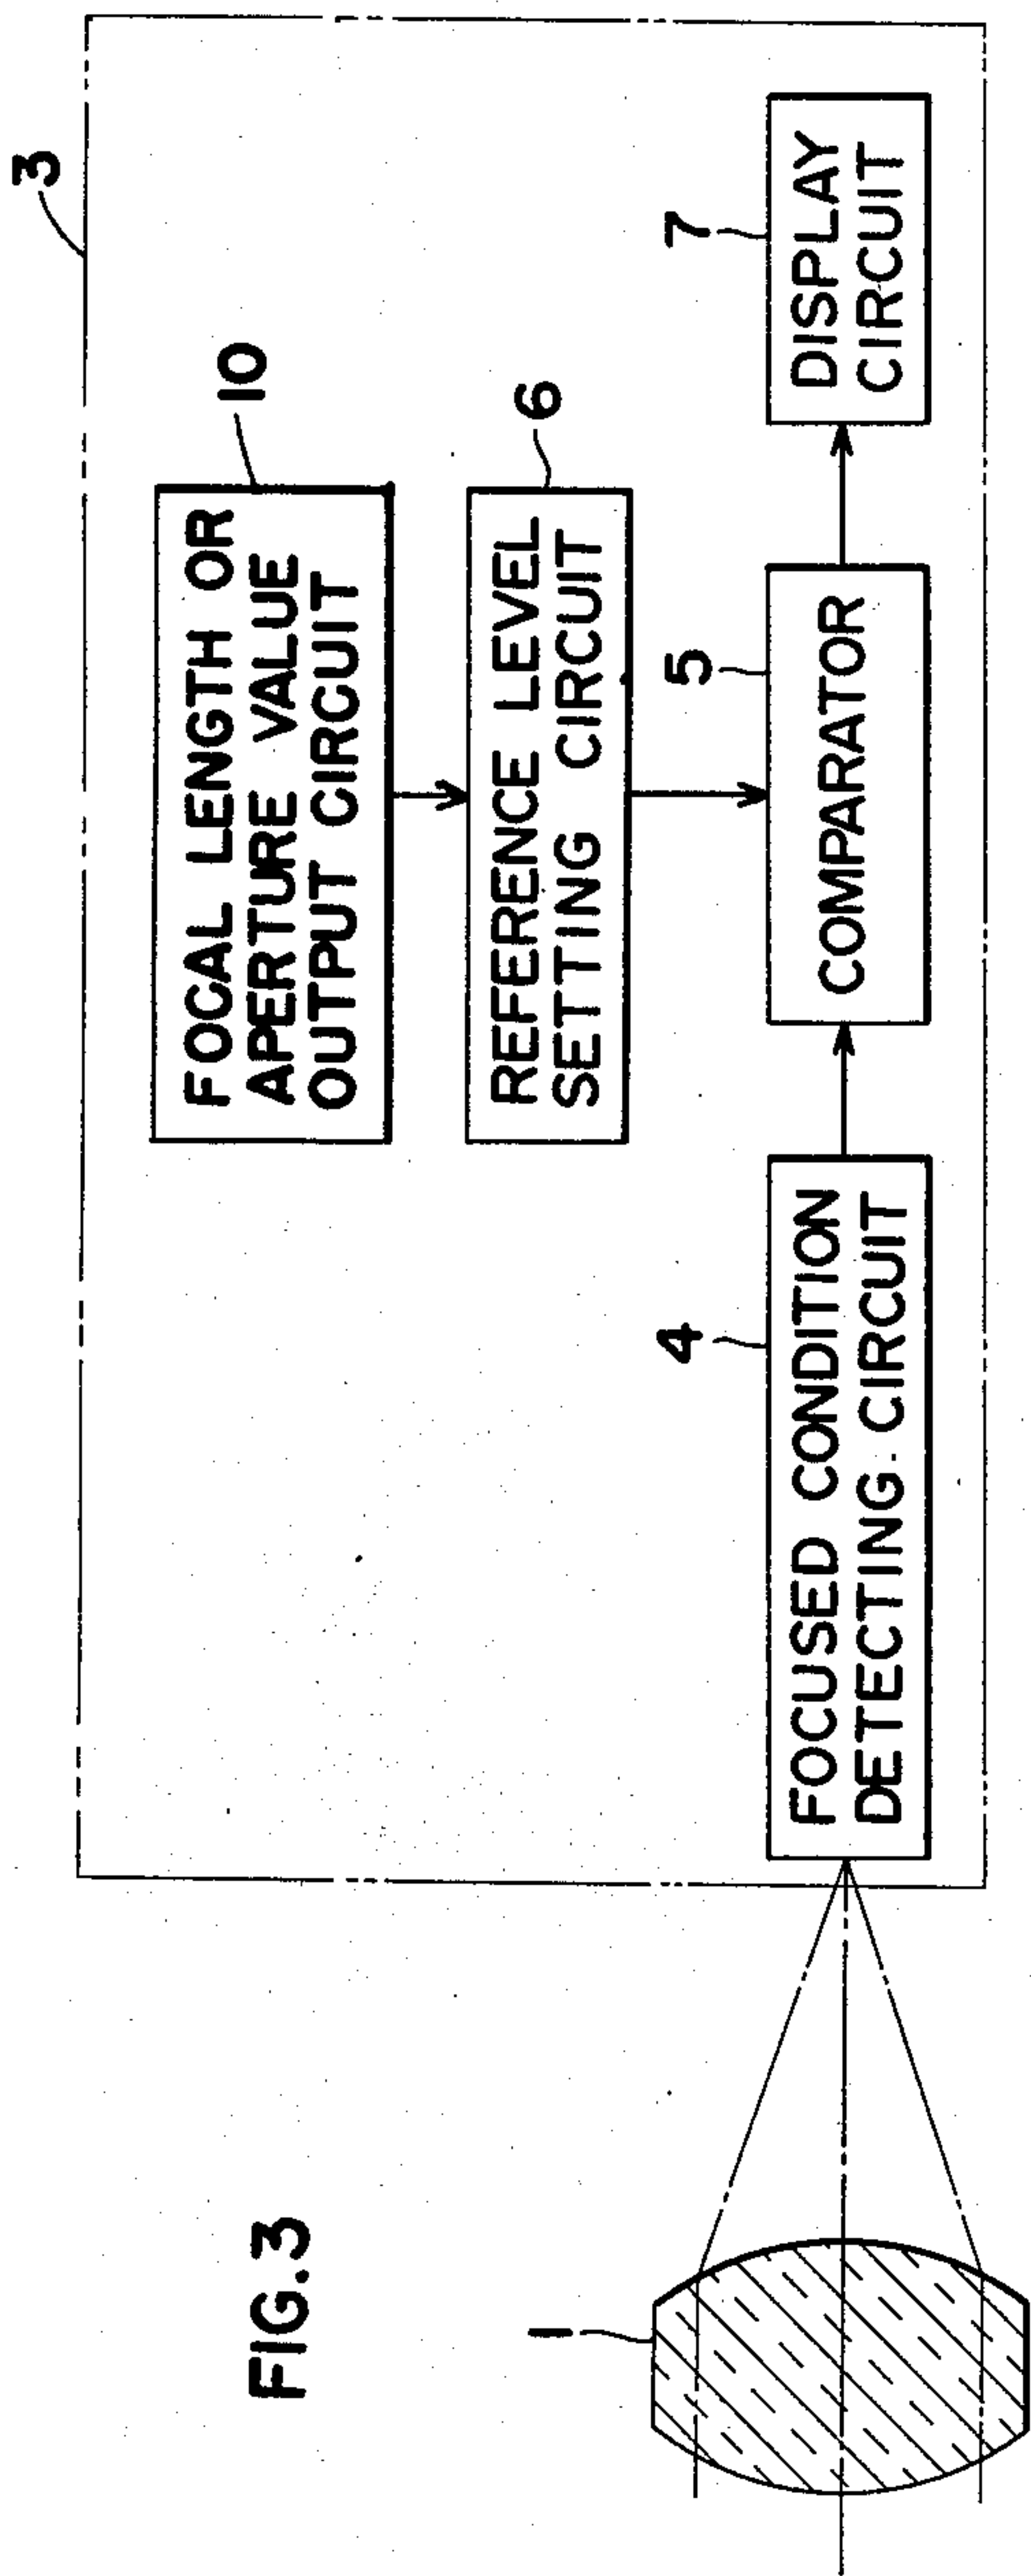 FIG.3
3
FOCAL LENGTH OR
APERTURE VALUE
OUTPUT CIRCUIT
10
REFERENCE LEVEL
SETTING CIRCUIT
6
1
4
FOCUSED CONDITION
DETECTING CIRCUIT
5
COMPARATOR
7
DISPLAY
CIRCUIT